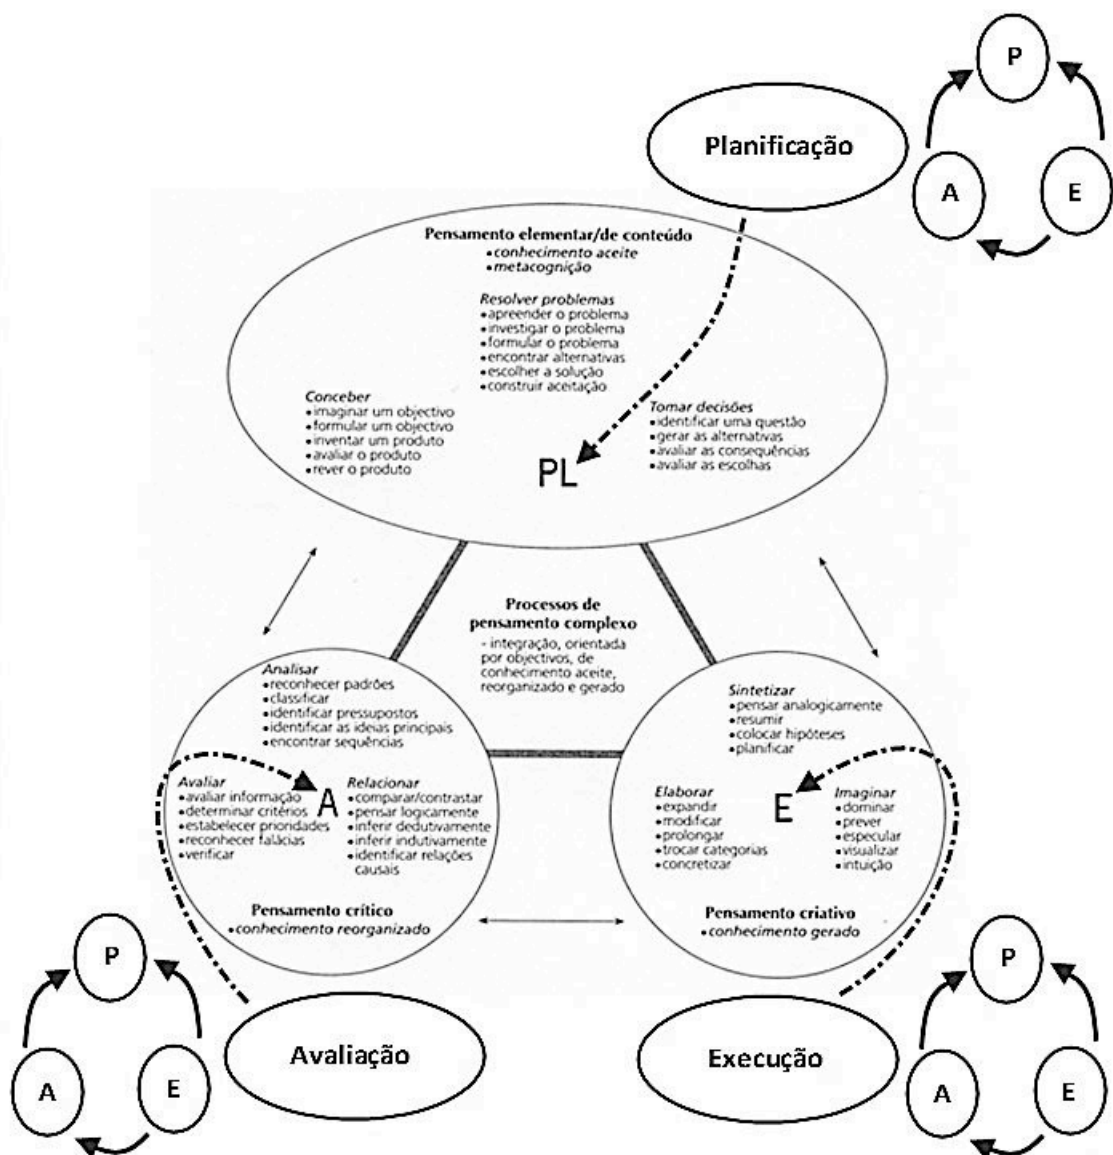 P
Planificação
A
E
Pensamento elementar/de conteúdo
•conhecimento aceite
•metacognição
Resolver problemas
•apreender o problema
•investigar o problema
•formular o problema
•encontrar alternativas
•escolher a solução
•construir aceitação
Conceber
•imaginar um objectivo
•formular um objectivo
•inventar um produto
•avaliar o produto
•rever o produto
Tomar decisões
•identificar uma questão
•gerar as alternativas
•avaliar as consequências
•avaliar as escolhas
PL
Processos de
pensamento complexo
- integração, orientada
por objectivos, de
conhecimento aceite,
reorganizado e gerado
Analisar
•reconhecer padrões
•classificar
•identificar pressupostos
•identificar as ideias principais
•encontrar sequências
Avaliar
•avaliar informação
•determinar critérios
•estabelecer prioridades
•reconhecer falácias
•verificar
A
Relacionar
•comparar/contrastar
•pensar logicamente
•inferir dedutivamente
•inferir indutivamente
•identificar relações
causais
Pensamento crítico
•conhecimento reorganizado
Sintetizar
•pensar analogicamente
•resumir
•colocar hipóteses
•planificar
Elaborar
•expandir
•modificar
•prolongar
•trocar categorias
•concretizar
E
Imaginar
•dominar
•prever
•especular
•visualizar
•intuição
Pensamento criativo
•conhecimento gerado
P
A
E
Avaliação
Execução
P
A
E